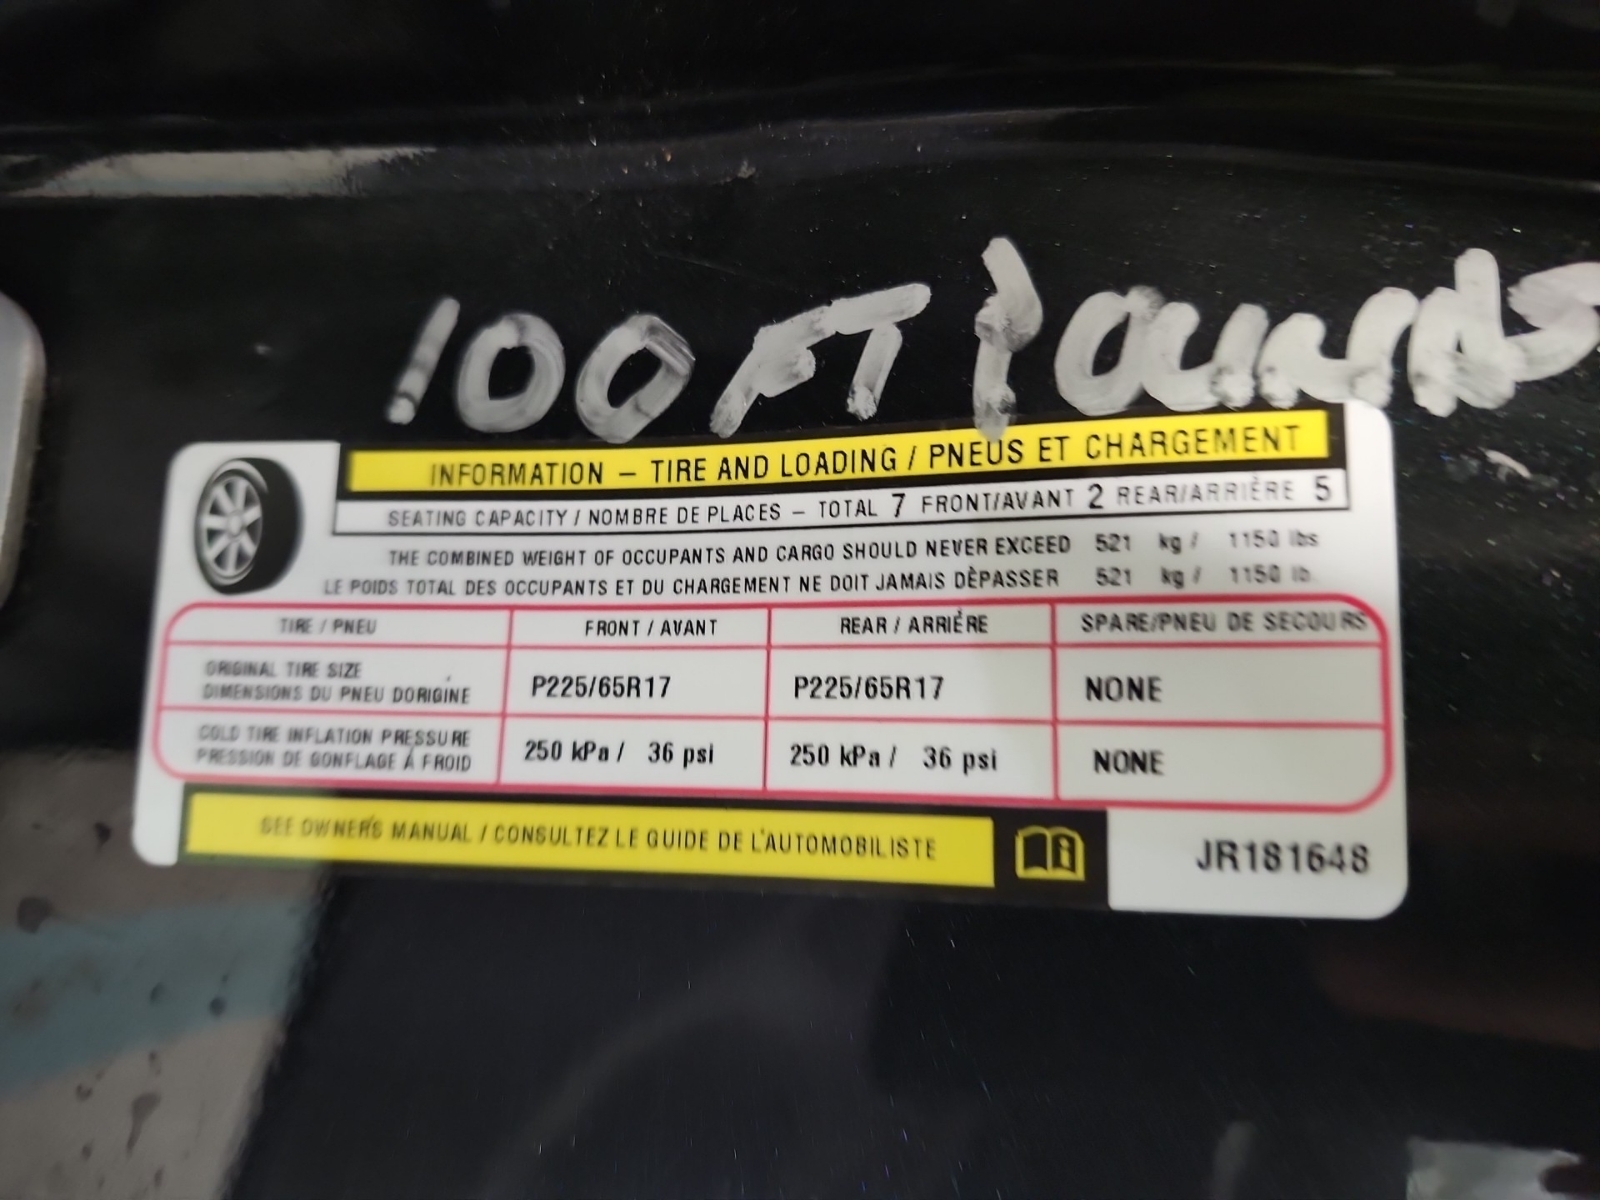 100 FT Pounds
INFORMATION – TIRE AND LOADING / PNEUS ET CHARGEMENT
SEATING CAPACITY / NOMBRE DE PLACES – TOTAL 7 FRONT/AVANT 2 REAR/ARRIÈRE 5
THE COMBINED WEIGHT OF OCCUPANTS AND CARGO SHOULD NEVER EXCEED 521 kg / 1150 lbs
LE POIDS TOTAL DES OCCUPANTS ET DU CHARGEMENT NE DOIT JAMAIS DÈPASSER 521 kg / 1150 lb.
TIRE / PNEU FRONT / AVANT REAR / ARRIÈRE SPARE/PNEU DE SECOURS
ORIGINAL TIRE SIZE
DIMENSIONS DU PNEU DORIGINE P225/65R17 P225/65R17 NONE
COLD TIRE INFLATION PRESSURE
PRESSION DE GONFLAGE À FROID 250 kPa / 36 psi 250 kPa / 36 psi NONE
SEE OWNER'S MANUAL / CONSULTEZ LE GUIDE DE L'AUTOMOBILISTE
JR181648